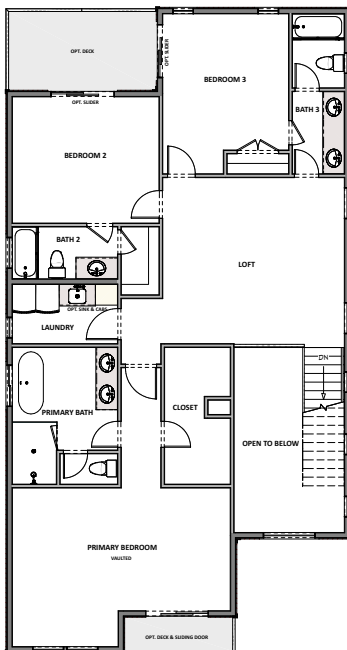 OPT. DECK
OPT. SLIDER
BEDROOM 3
OPT. SLIDER
BATH 3
BEDROOM 2
BATH 2
LOFT
OPT. SINK & CABS
LAUNDRY
DN
PRIMARY BATH
CLOSET
OPEN TO BELOW
PRIMARY BEDROOM
VAULTED
OPT. DECK & SLIDING DOOR